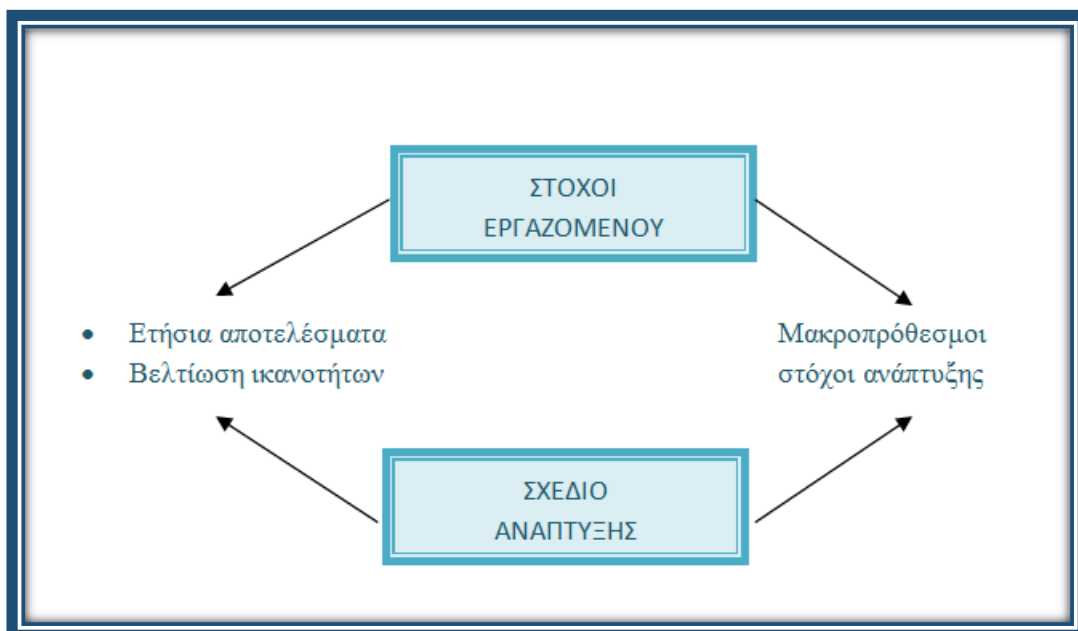 ΣΤΟΧΟΙ
ΕΡΓΑΖΟΜΕΝΟΥ
• Ετήσια αποτελέσματα
• Βελτίωση ικανοτήτων
Μακροπρόθεσμοι
στόχοι ανάπτυξης
ΣΧΕΔΙΟ
ΑΝΑΠΤΥΞΗΣ